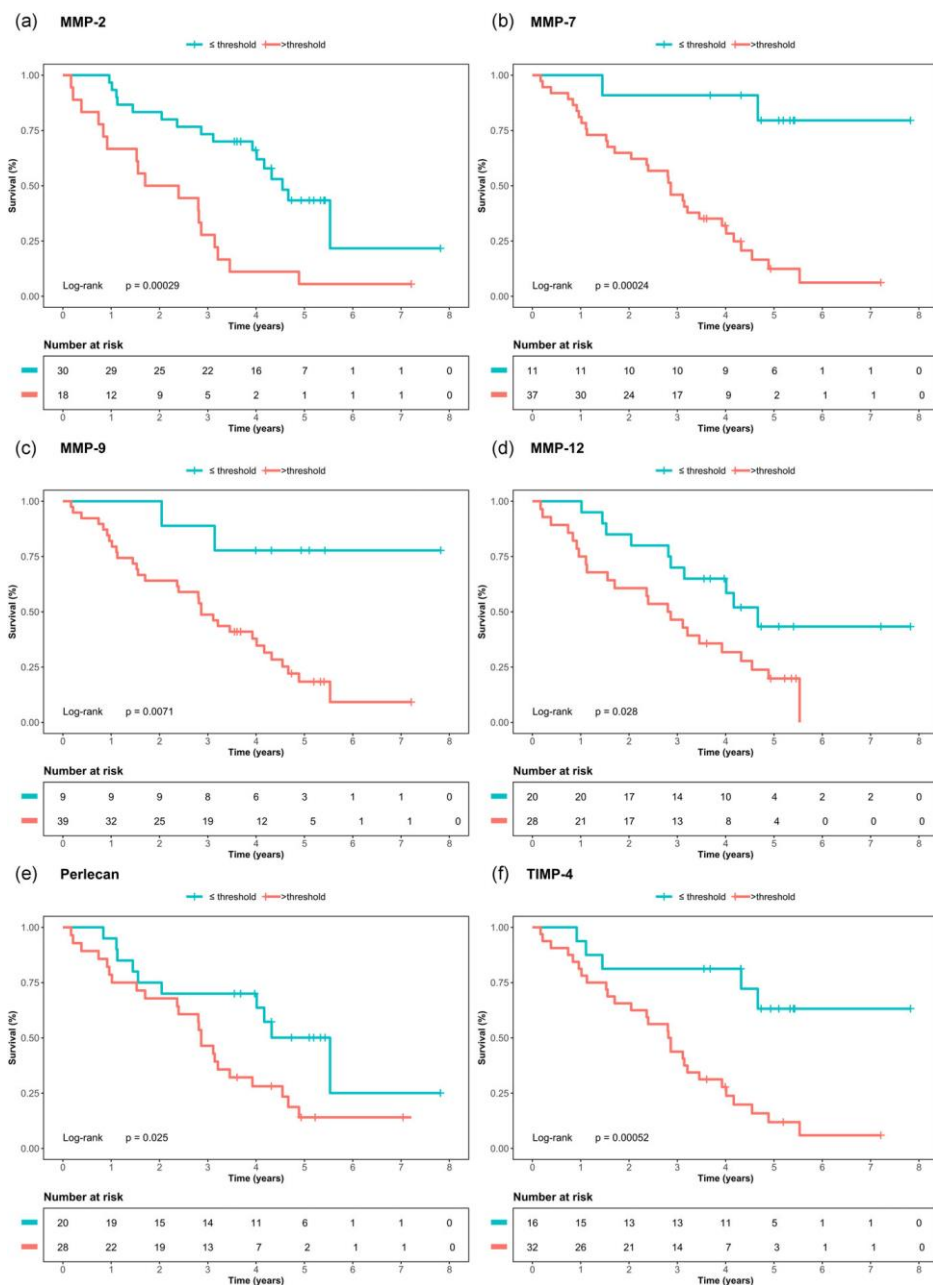 (a) MMP-2
≤ threshold >threshold
1.00
0.75
0.50
0.25
0.00
Survival (%)
Log-rank p = 0.00029
0 1 2 3 4 5 6 7 8
Time (years)
Number at risk
30 29 25 22 16 7 1 1 0
18 12 9 5 2 1 1 1 0
0 1 2 3 4 5 6 7 8
Time (years)
(b) MMP-7
≤ threshold >threshold
1.00
0.75
0.50
0.25
0.00
Survival (%)
Log-rank p = 0.00024
0 1 2 3 4 5 6 7 8
Time (years)
Number at risk
11 11 10 10 9 6 1 1 0
37 30 24 17 9 2 1 1 0
0 1 2 3 4 5 6 7 8
Time (years)
(c) MMP-9
≤ threshold >threshold
1.00
0.75
0.50
0.25
0.00
Survival (%)
Log-rank p = 0.0071
0 1 2 3 4 5 6 7 8
Time (years)
Number at risk
9 9 9 8 6 3 1 1 0
39 32 25 19 12 5 1 1 0
0 1 2 3 4 5 6 7 8
Time (years)
(d) MMP-12
≤ threshold >threshold
1.00
0.75
0.50
0.25
0.00
Survival (%)
Log-rank p = 0.028
0 1 2 3 4 5 6 7 8
Time (years)
Number at risk
20 20 17 14 10 4 2 2 0
28 21 17 13 8 4 0 0 0
0 1 2 3 4 5 6 7 8
Time (years)
(e) Perlecan
≤ threshold >threshold
1.00
0.75
0.50
0.25
0.00
Survival (%)
Log-rank p = 0.025
0 1 2 3 4 5 6 7 8
Time (years)
Number at risk
20 19 15 14 11 6 1 1 0
28 22 19 13 7 2 1 1 0
0 1 2 3 4 5 6 7 8
Time (years)
(f) TIMP-4
≤ threshold >threshold
1.00
0.75
0.50
0.25
0.00
Survival (%)
Log-rank p = 0.00052
0 1 2 3 4 5 6 7 8
Time (years)
Number at risk
16 15 13 13 11 5 1 1 0
32 26 21 14 7 3 1 1 0
0 1 2 3 4 5 6 7 8
Time (years)